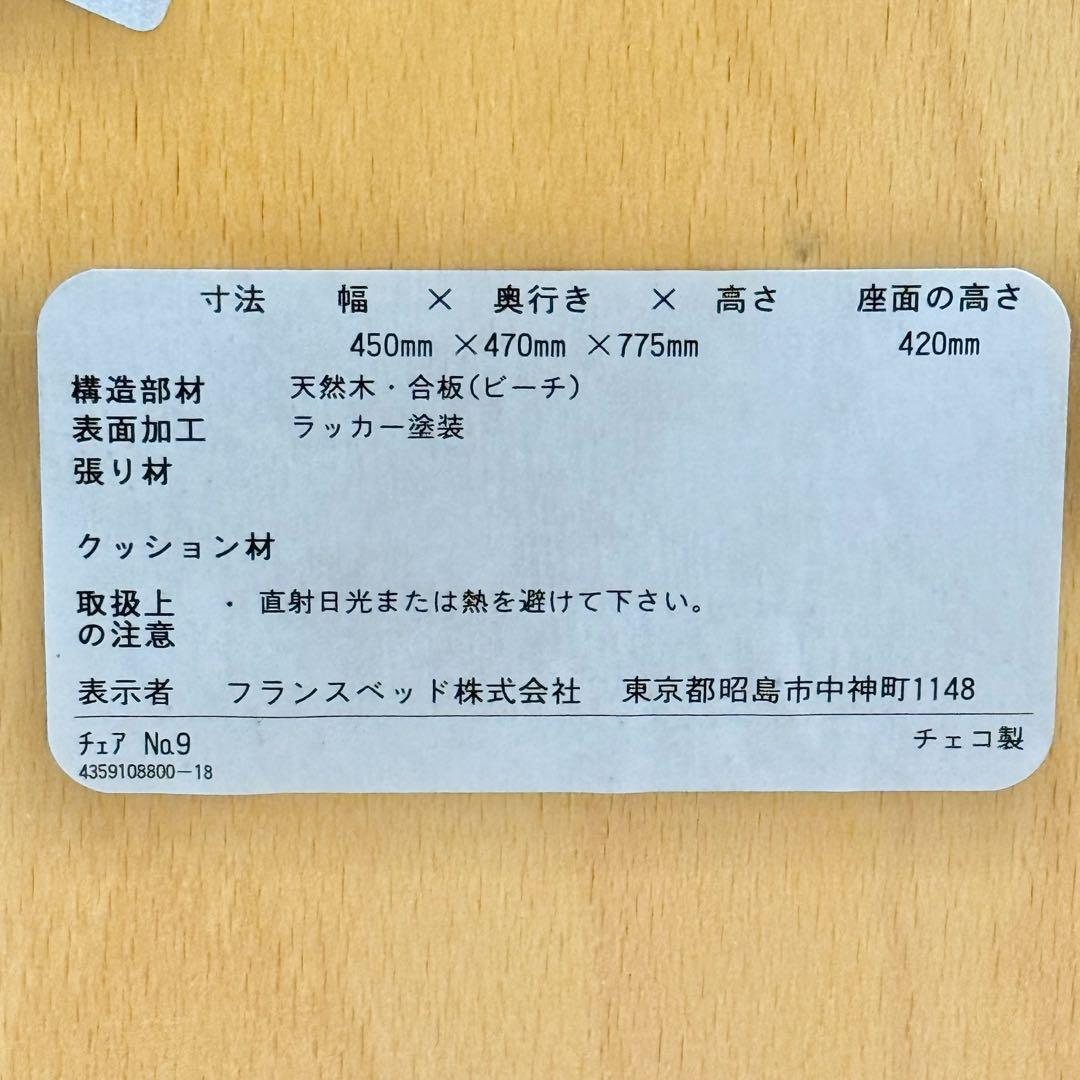 寸法 幅 × 奥行き × 高さ 座面の高さ
450mm ×470mm ×775mm 420mm
構造部材 天然木・合板(ビーチ)
表面加工 ラッカー塗装
張り材
クッション材
取扱上 ・ 直射日光または熱を避けて下さい。
の注意
表示者 フランスベッド株式会社 東京都昭島市中神町1148
ﾁｪｱ №9 チェコ製
4359108800-18